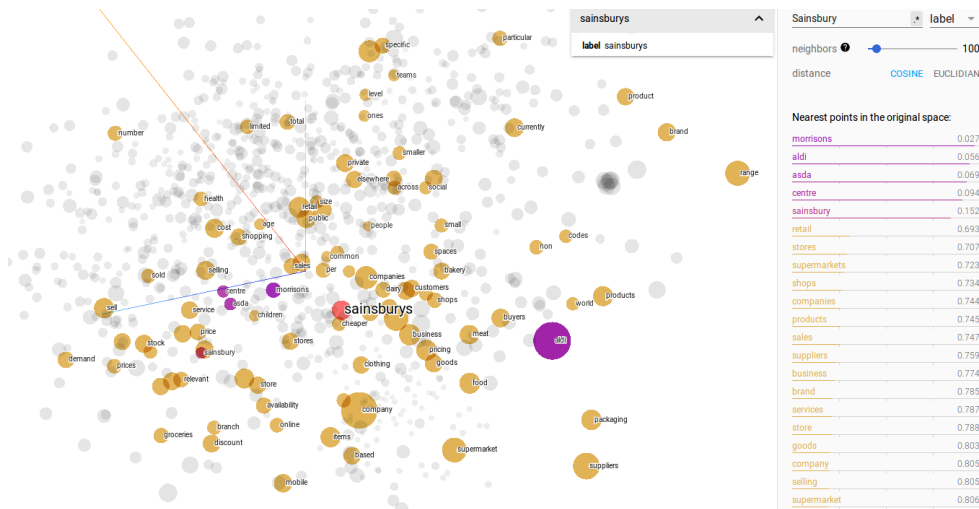 sainsburys
label sainsburys
Sainsbury .* label
neighbors 100
distance COSINE EUCLIDIAN
Nearest points in the original space:
morrisons 0.027
aldi 0.056
asda 0.069
centre 0.094
sainsbury 0.152
retail 0.693
stores 0.707
supermarkets 0.723
shops 0.734
companies 0.744
products 0.745
sales 0.747
suppliers 0.759
business 0.774
brand 0.785
services 0.787
store 0.788
goods 0.803
company 0.805
selling 0.805
supermarket 0.806
particular
specific
teams
level
product
ones
limited
total
currently
number
brand
smaller
private
range
elsewhere
across
social
health
size
retail
public
age
cost
people
small
shopping
codes
non
spaces
common
sales
per
selling
bakery
sold
companies
centre
morrisons
dairy
customers
products
shops
asda
world
sell
service
sainsburys
children
buyers
cheaper
price
business
meat
stores
aldi
stock
sainsbury
pricing
demand
prices
clothing
goods
relevant
store
food
availability
company
packaging
online
branch
groceries
items
discount
supermarket
based
suppliers
mobile